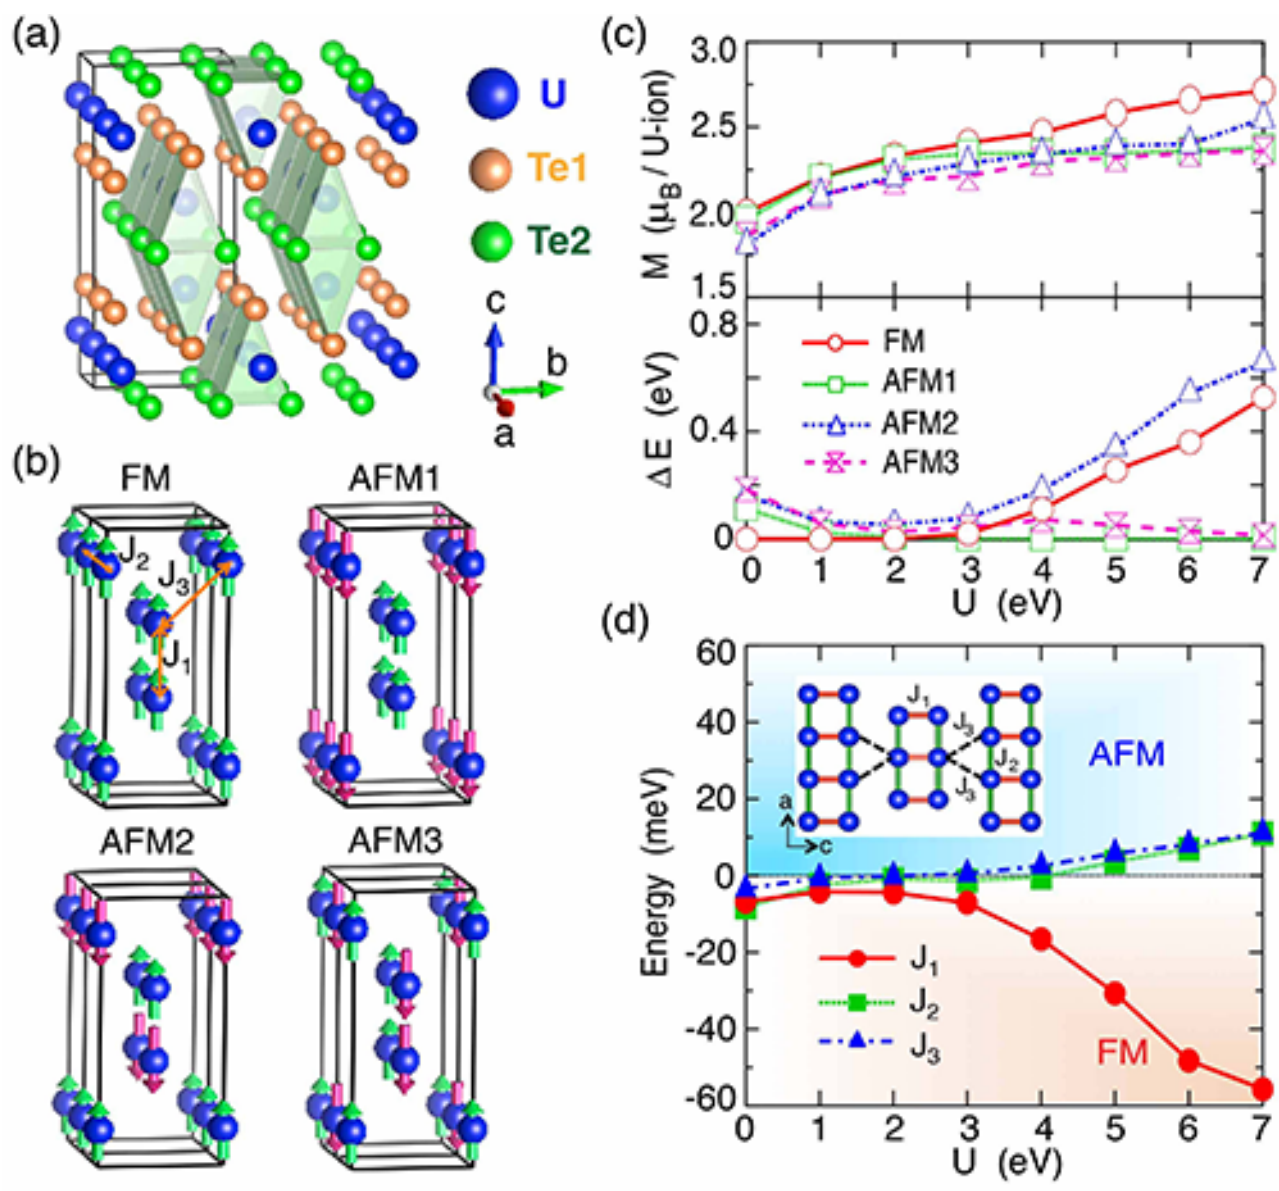 (a)
U
Te1
Te2
c
b
a
(b)
FM
AFM1
J2
J3
J1
AFM2
AFM3
(c)
3.0
2.5
2.0
1.5
M (μB / U-ion)
0.8
0.4
0
ΔE (eV)
FM
AFM1
AFM2
AFM3
0 1 2 3 4 5 6 7
U (eV)
(d)
60
40
20
0
-20
-40
-60
Energy (meV)
J1
J3
J2
J3
a
c
AFM
J1
J2
J3
FM
0 1 2 3 4 5 6 7
U (eV)